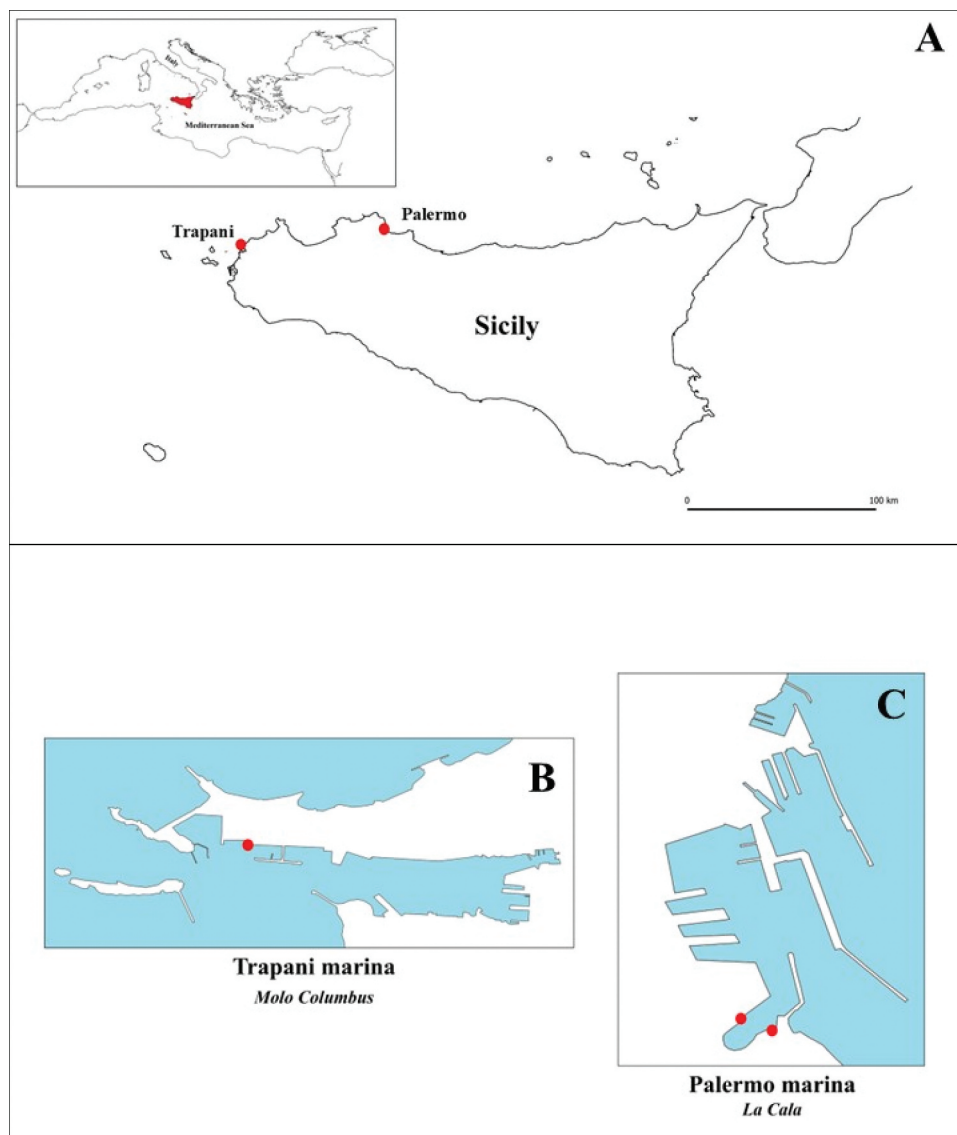 A
Italy
Mediterranean Sea
Palermo
Trapani
Sicily
0
100 km
B
Trapani marina
Molo Columbus
C
Palermo marina
La Cala